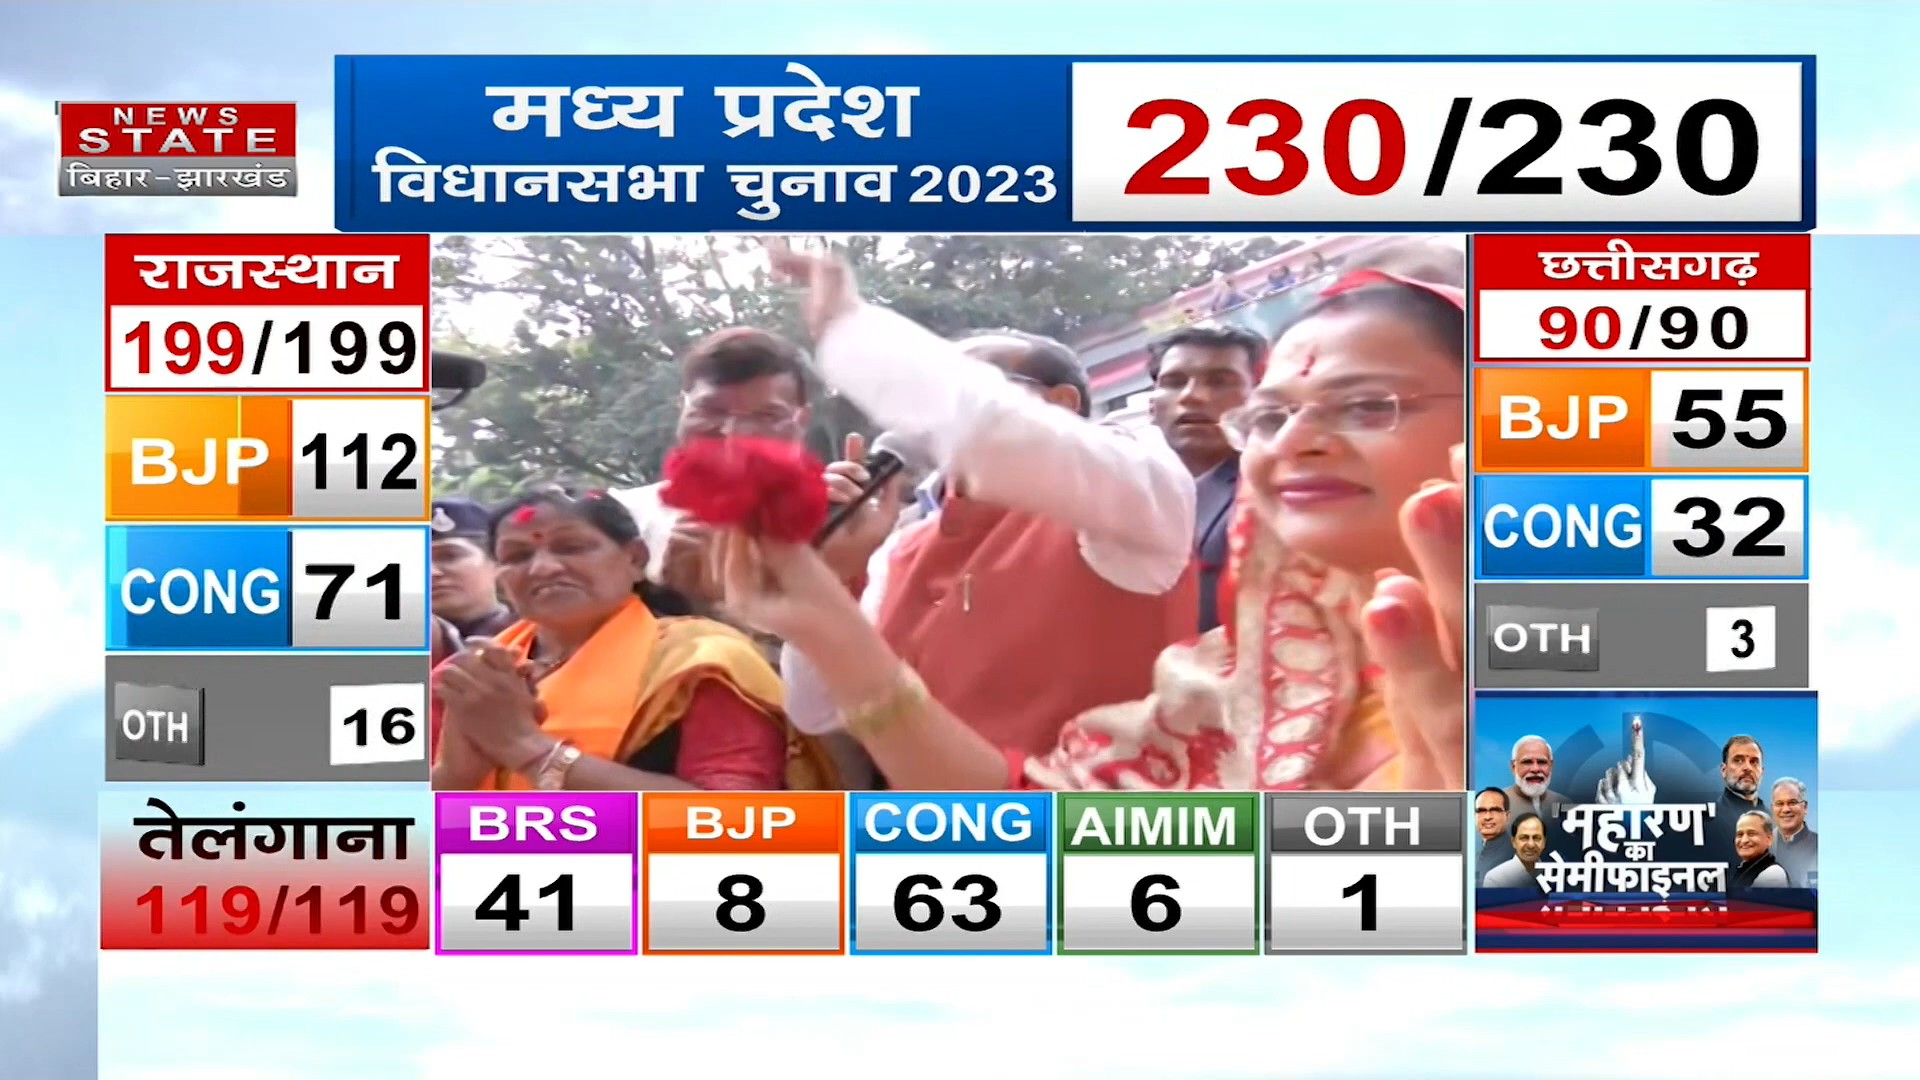 NEWS
STATE
बिहार-झारखंड
मध्य प्रदेश
विधानसभा चुनाव 2023
230/230
राजस्थान
199/199
BJP 112
CONG 71
OTH 16
छत्तीसगढ़
90/90
BJP 55
CONG 32
OTH 3
तेलंगाना
119/119
BRS
41
BJP
8
CONG
63
AIMIM
6
OTH
1
'महारण'
का
सेमीफाइनल